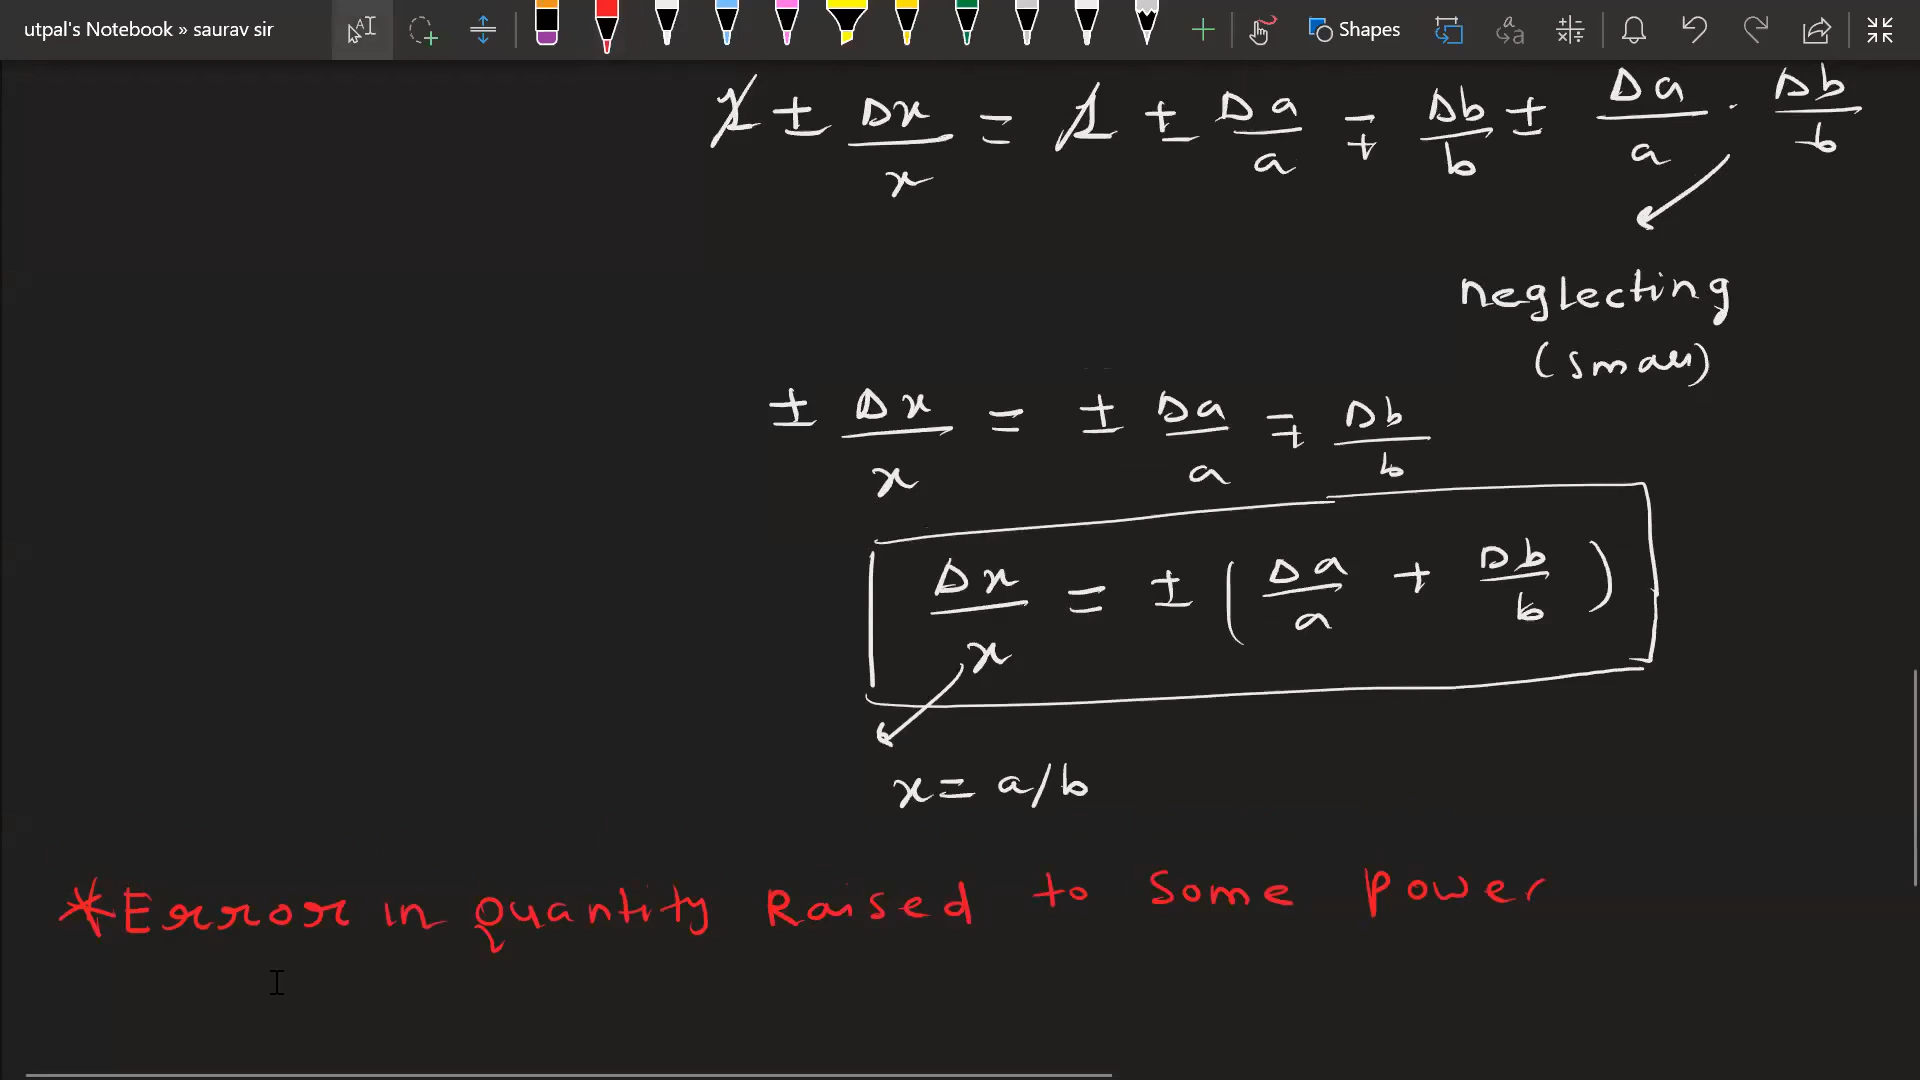 utpal's Notebook » saurav sir
Shapes
1 ± Δx/x = 1 ± Δa/a ∓ Δb/b ± Δa/a · Δb/b
neglecting
(small)
± Δx/x = ± Δa/a ∓ Δb/b
Δx/x = ± (Δa/a + Δb/b)
x = a/b
*Error in quantity Raised to Some Power